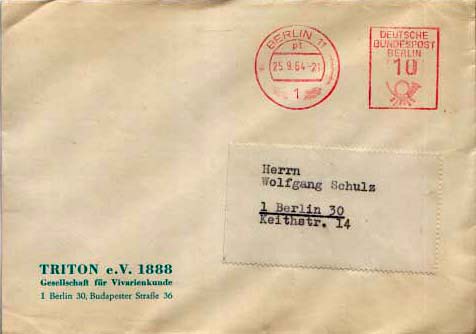 BERLIN 11
pt
25.9.64-21
1
DEUTSCHE
BUNDESPOST
BERLIN
10
Herrn
Wolfgang Schulz
1 Berlin 30
Keithstr. 14
TRITON e.V. 1888
Gesellschaft für Vivarienkunde
1 Berlin 30, Budapester Straße 36